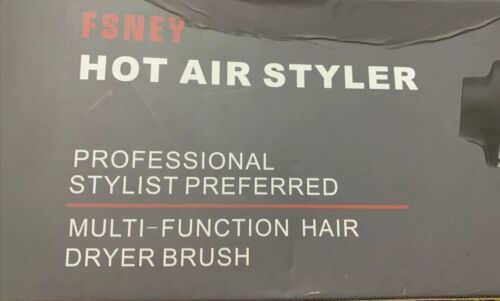 FSNEY
HOT AIR STYLER
PROFESSIONAL
STYLIST PREFERRED
MULTI-FUNCTION HAIR
DRYER BRUSH